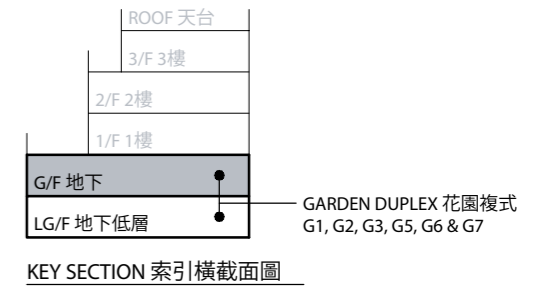 ROOF 天台
3/F 3樓
2/F 2樓
1/F 1樓
G/F 地下
LG/F 地下低層
GARDEN DUPLEX 花園複式
G1, G2, G3, G5, G6 & G7
KEY SECTION 索引橫截面圖